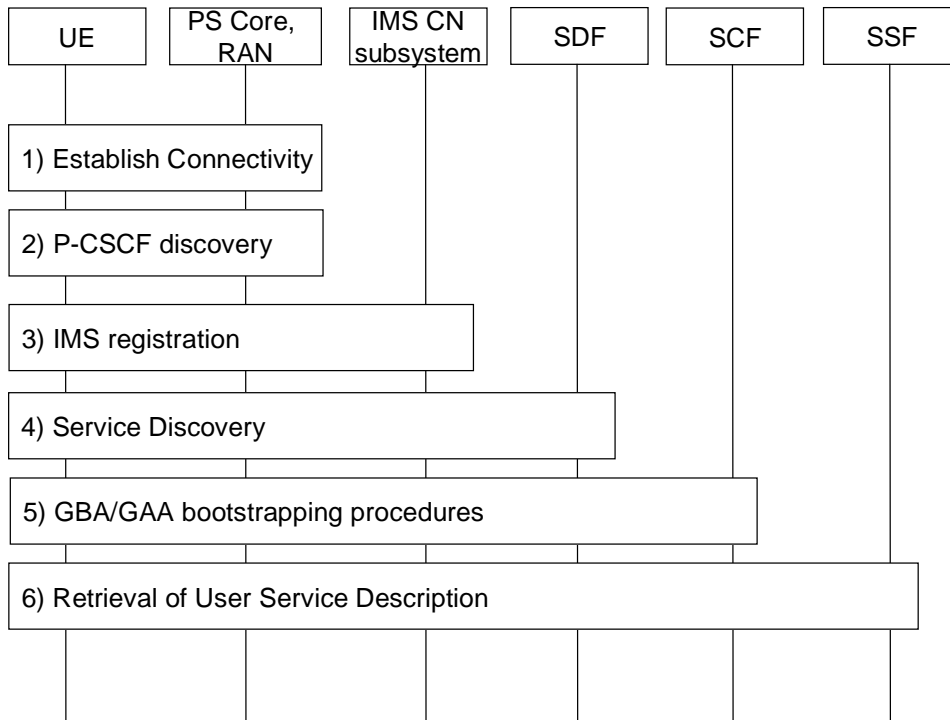 UE
PS Core,
RAN
IMS CN
subsystem
SDF
SCF
SSF
1) Establish Connectivity
2) P-CSCF discovery
3) IMS registration
4) Service Discovery
5) GBA/GAA bootstrapping procedures
6) Retrieval of User Service Description